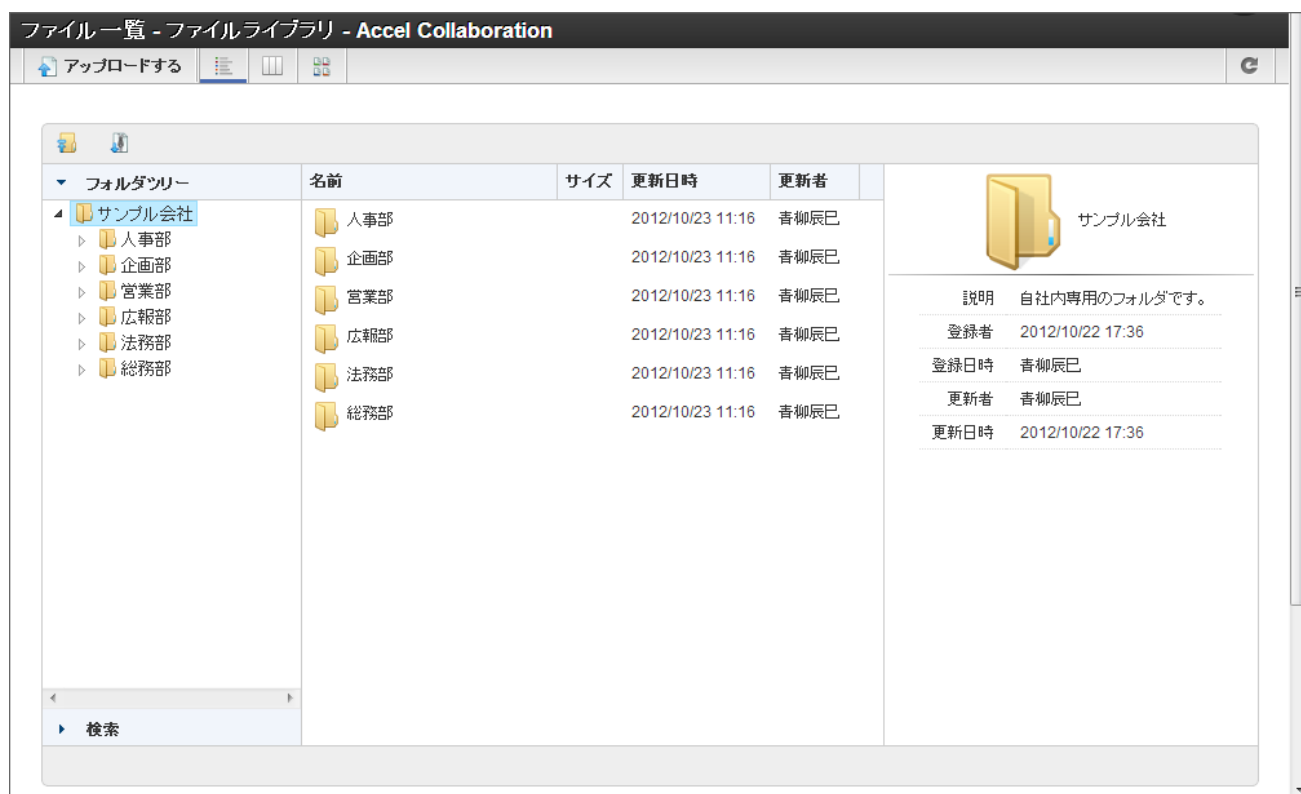 ファイル一覧 - ファイルライブラリ - Accel Collaboration
アップロードする
フォルダツリー
サンプル会社
人事部
企画部
営業部
広報部
法務部
総務部
検索
名前 サイズ 更新日時 更新者
人事部 2012/10/23 11:16 青柳辰巳
企画部 2012/10/23 11:16 青柳辰巳
営業部 2012/10/23 11:16 青柳辰巳
広報部 2012/10/23 11:16 青柳辰巳
法務部 2012/10/23 11:16 青柳辰巳
総務部 2012/10/23 11:16 青柳辰巳
サンプル会社
説明 自社内専用のフォルダです。
登録者 2012/10/22 17:36
登録日時 青柳辰巳
更新者 青柳辰巳
更新日時 2012/10/22 17:36